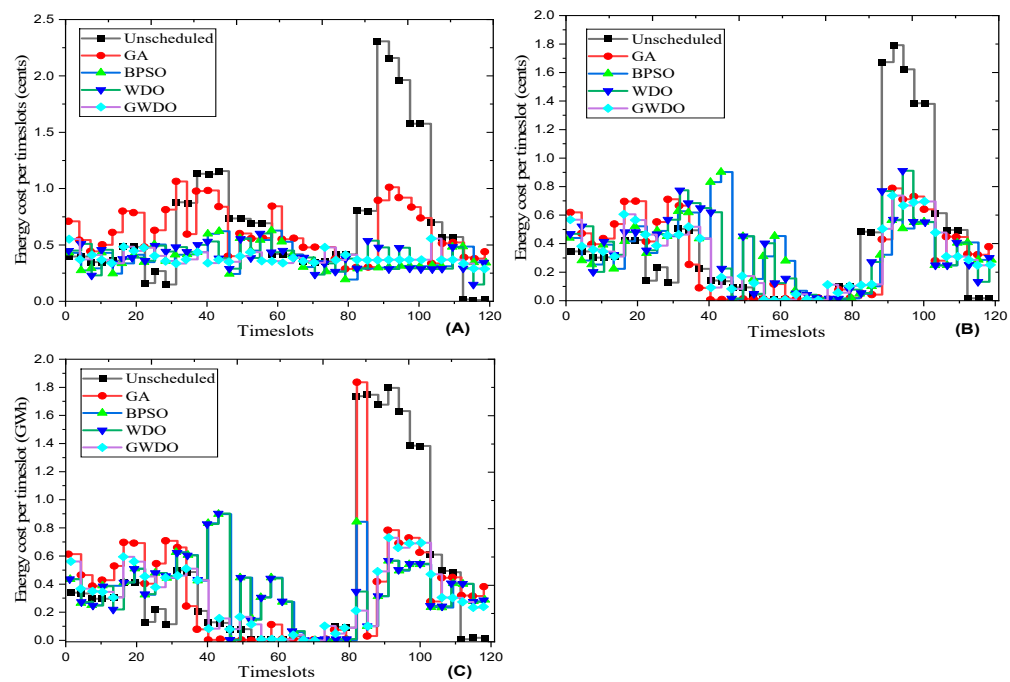 Energy cost per timeslots (cents)
2.5
2.0
1.5
1.0
0.5
0.0
Unscheduled
GA
BPSO
WDO
GWDO
0 20 40 60 80 100 120
Timeslots
(A)
Energy cost per timeslot (cents)
2.0
1.8
1.6
1.4
1.2
1.0
0.8
0.6
0.4
0.2
0.0
Unscheduled
GA
BPSO
WDO
GWDO
0 20 40 60 80 100 120
Timeslots
(B)
Energy cost per timeslot (GWh)
2.0
1.8
1.6
1.4
1.2
1.0
0.8
0.6
0.4
0.2
0.0
Unscheduled
GA
BPSO
WDO
GWDO
0 20 40 60 80 100 120
Timeslots
(C)